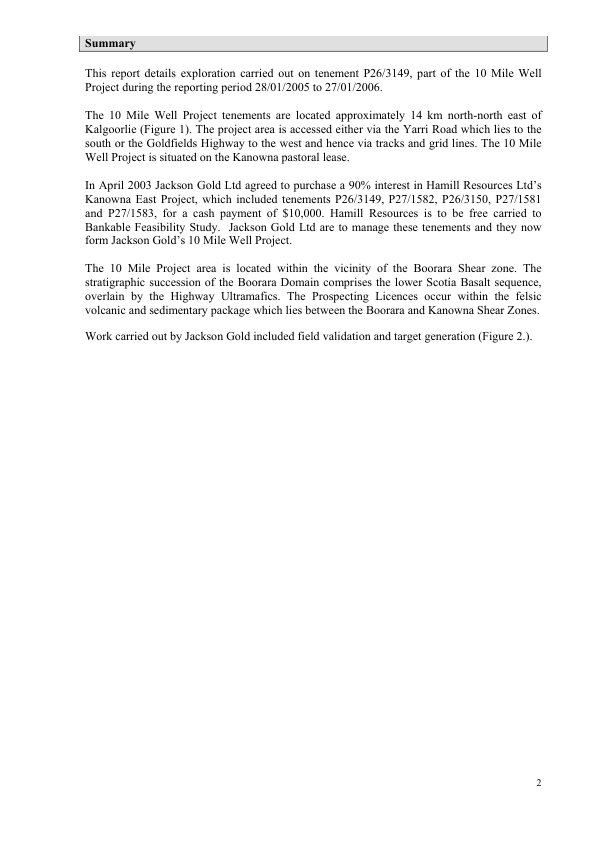 Summary
This report details exploration carried out on tenement P26/3149, part of the 10 Mile Well
Project during the reporting period 28/01/2005 to 27/01/2006.
The 10 Mile Well Project tenements are located approximately 14 km north-north east of
Kalgoorlie (Figure 1). The project area is accessed either via the Yarri Road which lies to the
south or the Goldfields Highway to the west and hence via tracks and grid lines. The 10 Mile
Well Project is situated on the Kanowna pastoral lease.
In April 2003 Jackson Gold Ltd agreed to purchase a 90% interest in Hamill Resources Ltd's
Kanowna East Project, which included tenements P26/3149, P27/1582, P26/3150, P27/1581
and P27/1583, for a cash payment of $10,000. Hamill Resources is to be free carried to
Bankable Feasibility Study. Jackson Gold Ltd are to manage these tenements and they now
form Jackson Gold's 10 Mile Well Project.
The 10 Mile Project area is located within the vicinity of the Boorara Shear zone. The
stratigraphic succession of the Boorara Domain comprises the lower Scotia Basalt sequence,
overlain by the Highway Ultramafics. The Prospecting Licences occur within the felsic
volcanic and sedimentary package which lies between the Boorara and Kanowna Shear Zones.
Work carried out by Jackson Gold included field validation and target generation (Figure 2.).
2